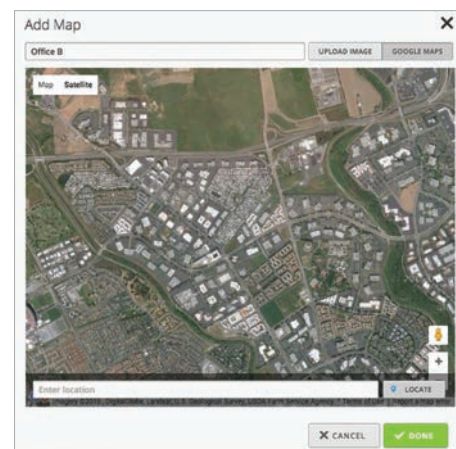 Add Map
Office B
UPLOAD IMAGE GOOGLE MAPS
Map Satellite
Enter location
LOCATE
CANCEL DONE